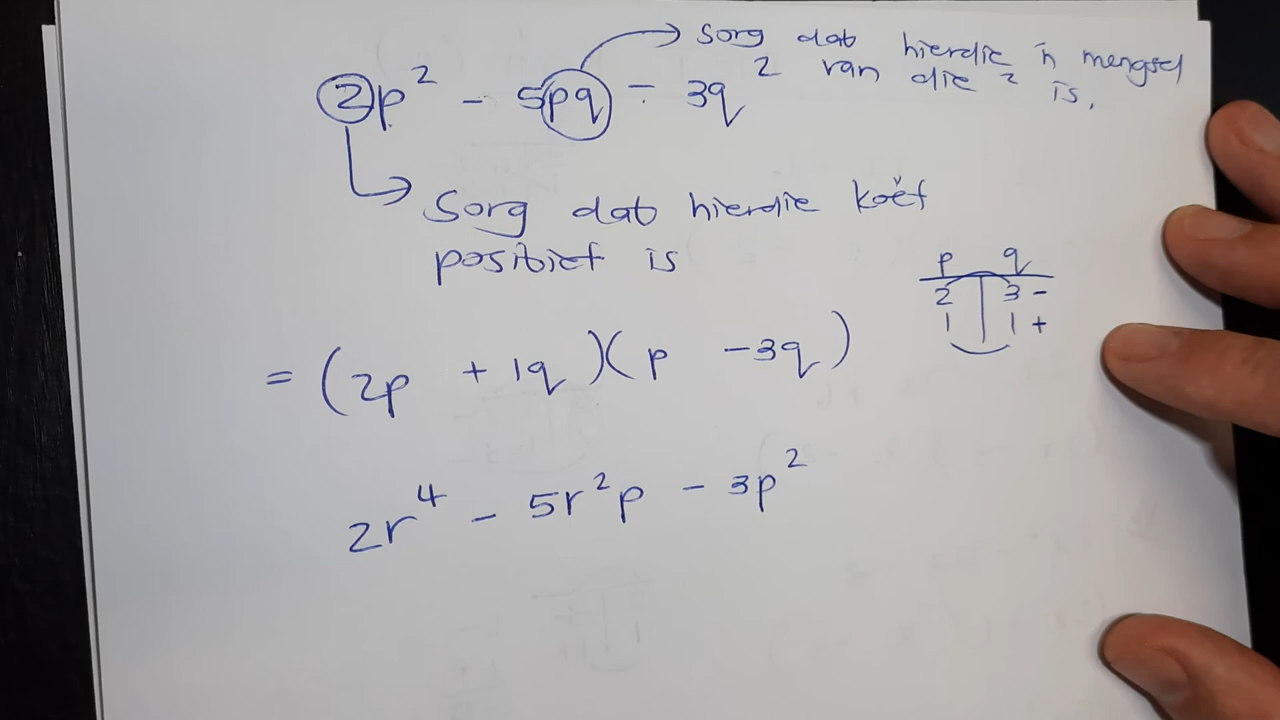 sorg dat hierdie 'n mengsel
van die ² is.
2p² - 5pq - 3q²
Sorg dat hierdie koëf
positief is
p q
2 3 -
1 1 +
= (2p + 1q)(p - 3q)
2r⁴ - 5r²p - 3p²